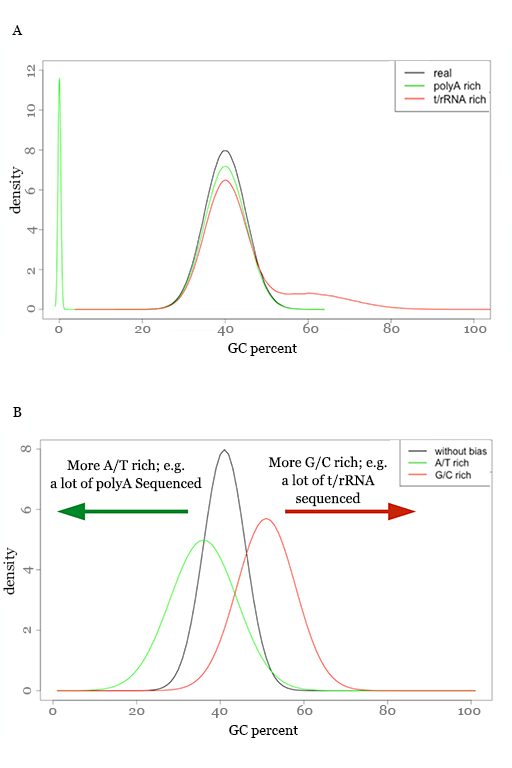 A
real
polyA rich
t/rRNA rich
density
0
2
4
6
8
10
12
0
20
40
60
80
100
GC percent
B
without bias
A/T rich
G/C rich
More A/T rich; e.g.
a lot of polyA Sequenced
More G/C rich; e.g.
a lot of t/rRNA
sequenced
density
0
2
4
6
8
0
20
40
60
80
100
GC percent